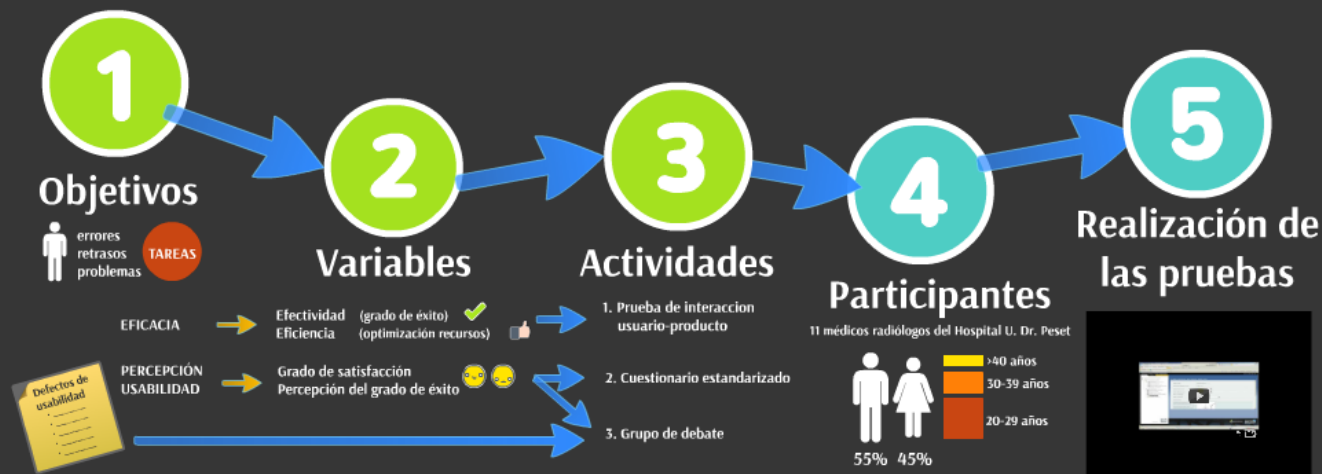 1
Objetivos
errores
retrasos
problemas
TAREAS
2
Variables
3
Actividades
4
Participantes
5
Realización de
las pruebas
EFICACIA
Efectividad (grado de éxito)
Eficiencia (optimización recursos)
1. Prueba de interaccion
usuario-producto
PERCEPCIÓN
USABILIDAD
Grado de satisfacción
Percepción del grado de éxito
2. Cuestionario estandarizado
Defectos de
usabilidad
3. Grupo de debate
11 médicos radiólogos del Hospital U. Dr. Peset
>40 años
30-39 años
20-29 años
55% 45%